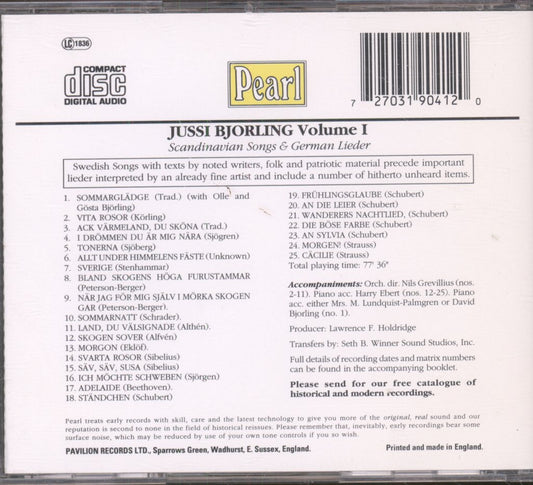 LC 1836
COMPACT
disc
DIGITAL AUDIO
Pearl
7 27031 90412 0
JUSSI BJORLING Volume I
Scandinavian Songs & German Lieder
Swedish Songs with texts by noted writers, folk and patriotic material precede important
lieder interpreted by an already fine artist and include a number of hitherto unheard items.
1. SOMMARGLÄDGE (Trad.) (with Olle and
Gösta Björling)
2. VITA ROSOR (Körling)
3. ACK VÄRMELAND, DU SKÖNA (Trad.)
4. I DRÖMMEN DU ÄR MIG NÄRA (Sjögren)
5. TONERNA (Sjöberg)
6. ALLT UNDER HIMMELENS FÄSTE (Unknown)
7. SVERIGE (Stenhammar)
8. BLAND SKOGENS HÖGA FURUSTAMMAR
(Peterson-Berger)
9. NÄR JAG FÖR MIG SJÄLV I MÖRKA SKOGEN
GAR (Peterson-Berger).
10. SOMMARNATT (Schrader).
11. LAND, DU VÄLSIGNADE (Althén).
12. SKOGEN SOVER (Alfvén)
13. MORGON (Eklöf).
14. SVARTA ROSOR (Sibelius)
15. SÄV, SÄV, SUSA (Sibelius)
16. ICH MÖCHTE SCHWEBEN (Sjörgen)
17. ADELAIDE (Beethoven).
18. STÄNDCHEN (Schubert)
19. FRÜHLINGSGLAUBE (Schubert)
20. AN DIE LEIER (Schubert)
21. WANDERERS NACHTLIED, (Schubert)
22. DIE BÖSE FARBE (Schubert)
23. AN SYLVIA (Schubert)
24. MORGEN! (Strauss)
25. CÄCILIE (Strauss)
Total playing time: 77' 36"
Accompaniments: Orch. dir. Nils Grevillius (nos.
2-11). Piano acc. Harry Ebert (nos. 12-25). Piano
acc. either Mrs. M. Lundquist-Palmgren or David
Bjorling (no. 1).
Producer: Lawrence F. Holdridge
Transfers by: Seth B. Winner Sound Studios, Inc.
Full details of recording dates and matrix numbers
can be found in the accompanying booklet.
Please send for our free catalogue of
historical and modern recordings.
Pearl treats early records with skill, care and the latest technology to give you more of the original, real sound and our
reputation is second to none in the field of historical reissues. Please remember that, inevitably, early recordings bear some
surface noise, which may be reduced by use of your own tone controls if you so wish.
PAVILION RECORDS LTD., Sparrows Green, Wadhurst, E. Sussex, England.
Printed and made in England.